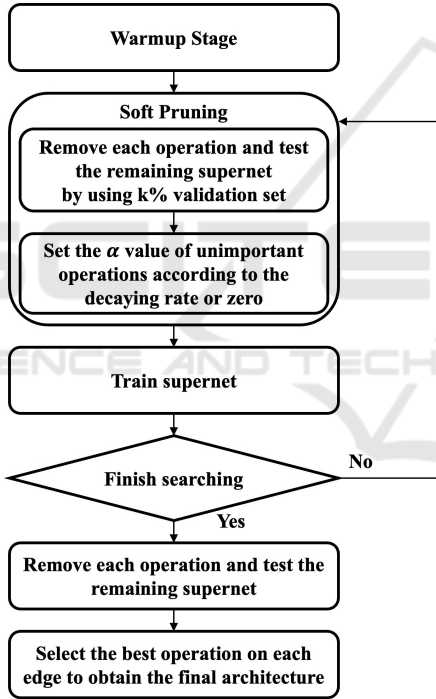 Warmup Stage
Soft Pruning
Remove each operation and test
the remaining supernet
by using k% validation set
Set the α value of unimportant
operations according to the
decaying rate or zero
Train supernet
Finish searching
No
Yes
Remove each operation and test the
remaining supernet
Select the best operation on each
edge to obtain the final architecture